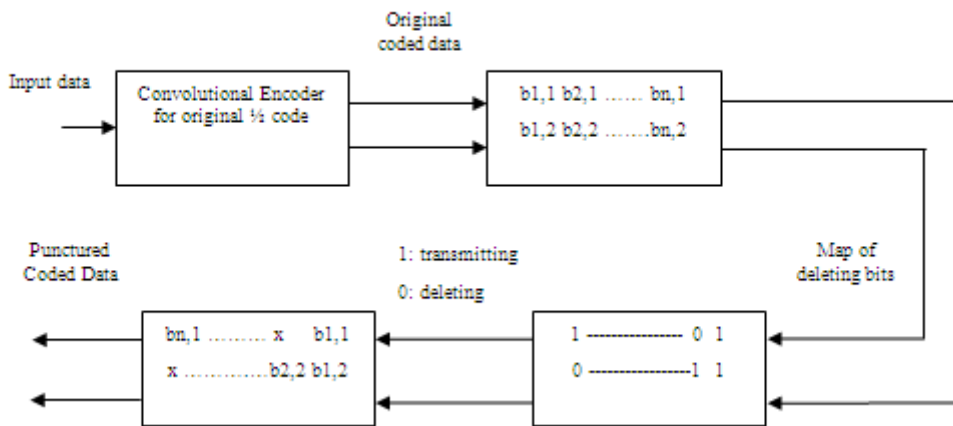 Original
coded data
Input data
Convolutional Encoder
for original ½ code
b1,1 b2,1 …… bn,1
b1,2 b2,2 …….bn,2
Punctured
Coded Data
1: transmitting
0: deleting
Map of
deleting bits
bn,1 ……… x b1,1
x ………….b2,2 b1,2
1 ---------------- 0 1
0 -----------------1 1